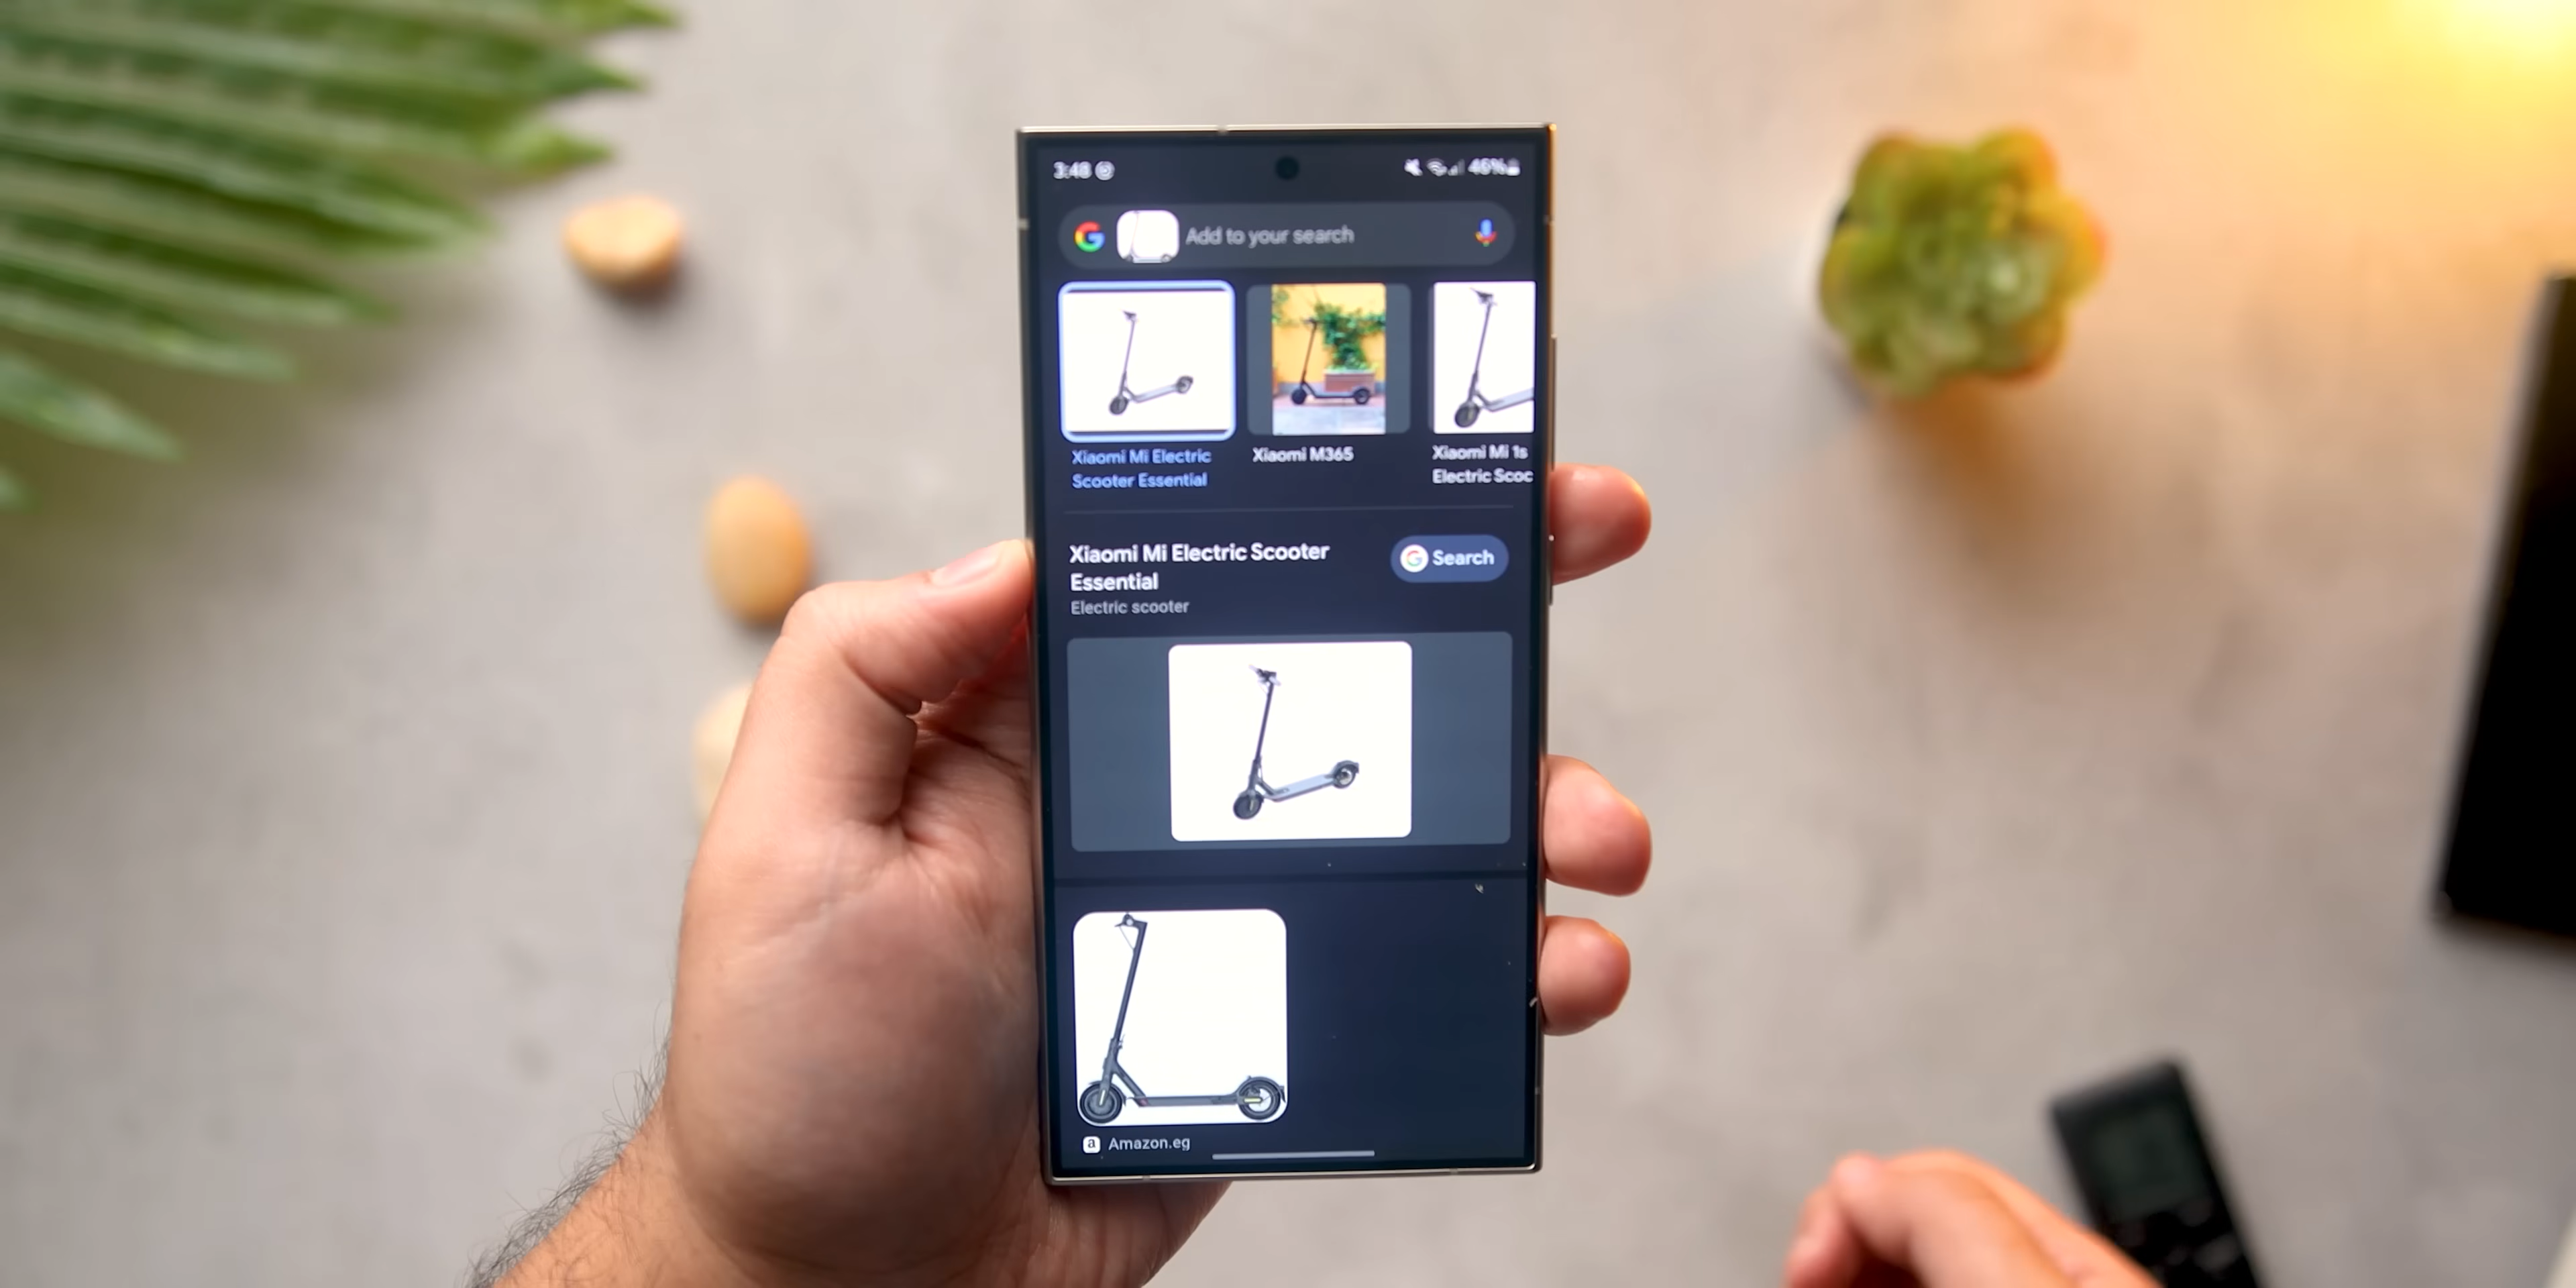 3:48
46%
Add to your search
Xiaomi Mi Electric
Scooter Essential
Xiaomi M365
Xiaomi Mi 1s
Electric Scoo
Xiaomi Mi Electric Scooter
Essential
Electric scooter
G Search
a Amazon.eg